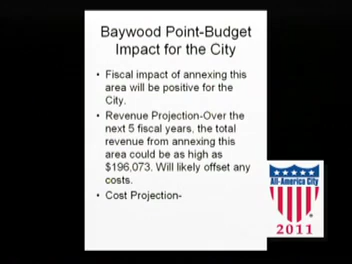 Baywood Point-Budget
Impact for the City
• Fiscal impact of annexing this
area will be positive for the
City.
• Revenue Projection-Over the
next 5 fiscal years, the total
revenue from annexing this
area could be as high as
$196,073. Will likely offset any
costs.
• Cost Projection-
All-America City
2011